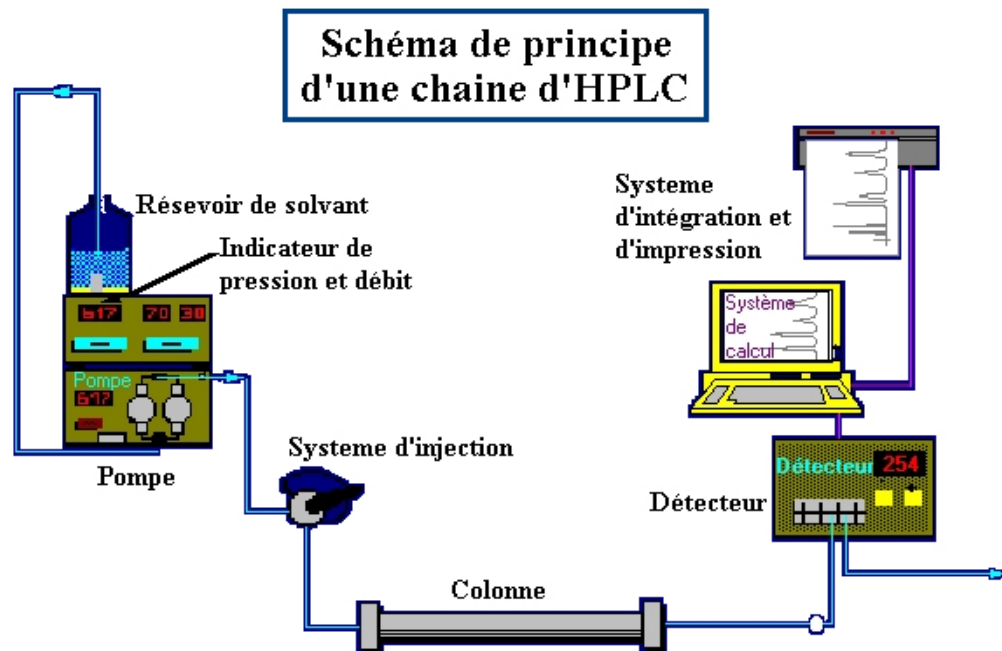 Schéma de principe
d'une chaine d'HPLC
Résevoir de solvant
Indicateur de
pression et débit
617
70
30
Pompe
617
Pompe
Systeme d'injection
Colonne
Systeme
d'intégration et
d'impression
Système
de
calcul
Détecteur
254
Détecteur